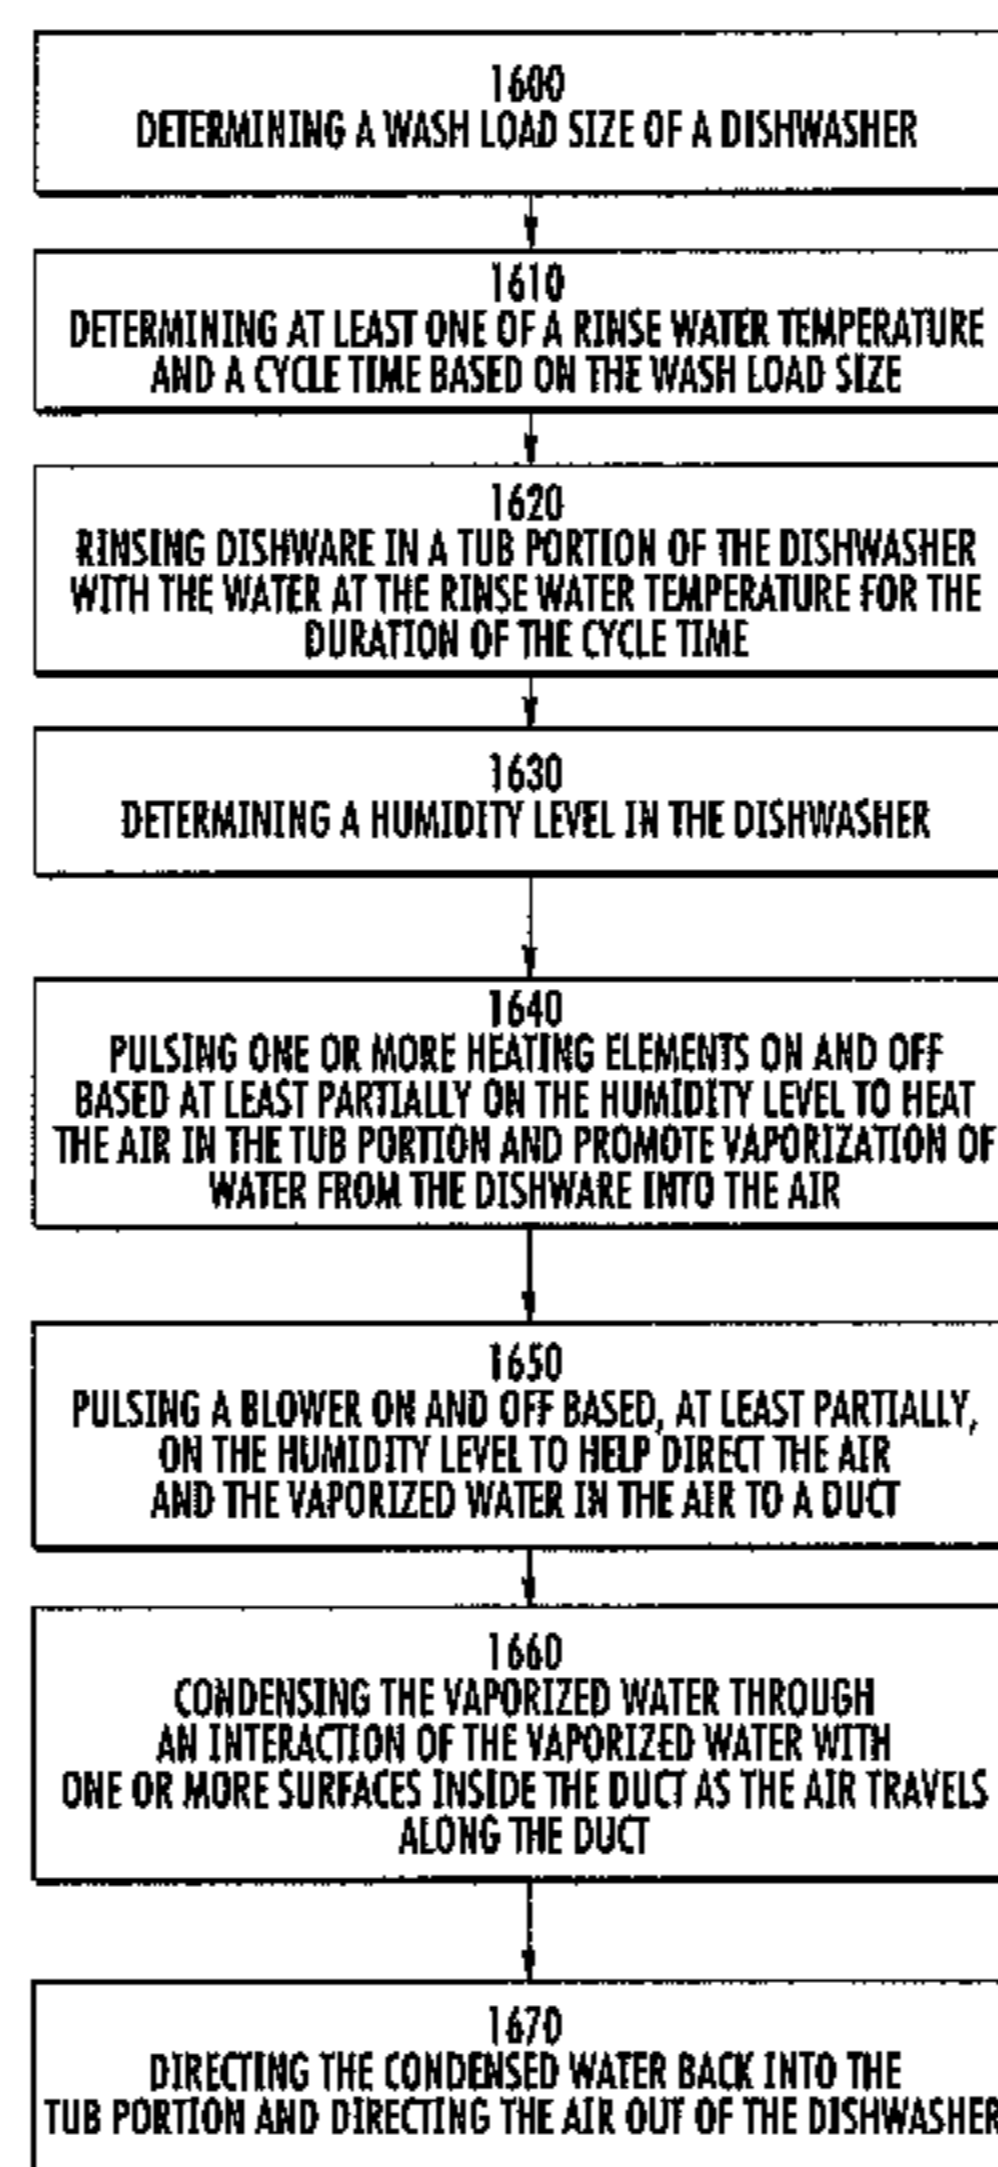 1600
DETERMINING A WASH LOAD SIZE OF A DISHWASHER
1610
DETERMINING AT LEAST ONE OF A RINSE WATER TEMPERATURE
AND A CYCLE TIME BASED ON THE WASH LOAD SIZE
1620
RINSING DISHWARE IN A TUB PORTION OF THE DISHWASHER
WITH THE WATER AT THE RINSE WATER TEMPERATURE FOR THE
DURATION OF THE CYCLE TIME
1630
DETERMINING A HUMIDITY LEVEL IN THE DISHWASHER
1640
PULSING ONE OR MORE HEATING ELEMENTS ON AND OFF
BASED AT LEAST PARTIALLY ON THE HUMIDITY LEVEL TO HEAT
THE AIR IN THE TUB PORTION AND PROMOTE VAPORIZATION OF
WATER FROM THE DISHWARE INTO THE AIR
1650
PULSING A BLOWER ON AND OFF BASED, AT LEAST PARTIALLY,
ON THE HUMIDITY LEVEL TO HELP DIRECT THE AIR
AND THE VAPORIZED WATER IN THE AIR TO A DUCT
1660
CONDENSING THE VAPORIZED WATER THROUGH
AN INTERACTION OF THE VAPORIZED WATER WITH
ONE OR MORE SURFACES INSIDE THE DUCT AS THE AIR TRAVELS
ALONG THE DUCT
1670
DIRECTING THE CONDENSED WATER BACK INTO THE
TUB PORTION AND DIRECTING THE AIR OUT OF THE DISHWASHER